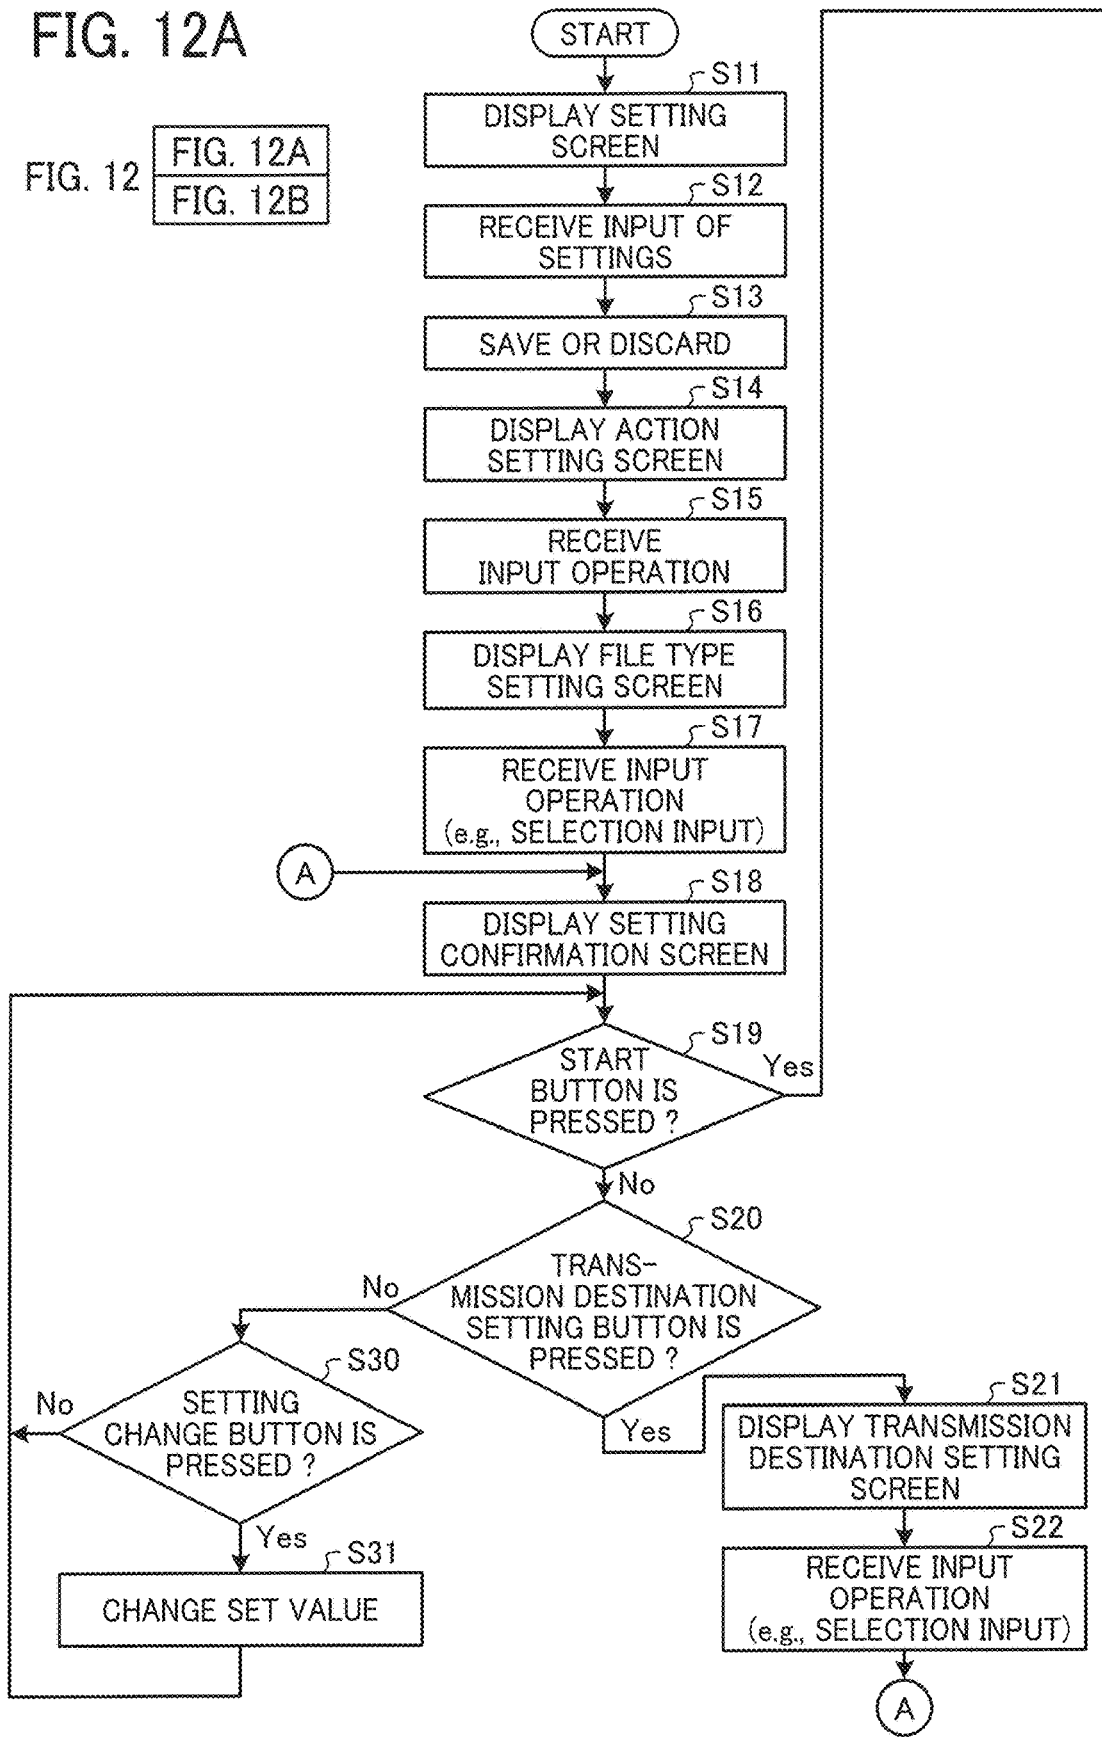 FIG. 12A
FIG. 12
FIG. 12A
FIG. 12B
START
S11
DISPLAY SETTING
SCREEN
S12
RECEIVE INPUT OF
SETTINGS
S13
SAVE OR DISCARD
S14
DISPLAY ACTION
SETTING SCREEN
S15
RECEIVE
INPUT OPERATION
S16
DISPLAY FILE TYPE
SETTING SCREEN
S17
RECEIVE INPUT
OPERATION
(e.g., SELECTION INPUT)
A
S18
DISPLAY SETTING
CONFIRMATION SCREEN
S19
START
BUTTON IS
PRESSED ?
Yes
No
S20
TRANS-
MISSION DESTINATION
SETTING BUTTON IS
PRESSED ?
No
Yes
S30
SETTING
CHANGE BUTTON IS
PRESSED ?
No
Yes
S31
CHANGE SET VALUE
S21
DISPLAY TRANSMISSION
DESTINATION SETTING
SCREEN
S22
RECEIVE INPUT
OPERATION
(e.g., SELECTION INPUT)
A